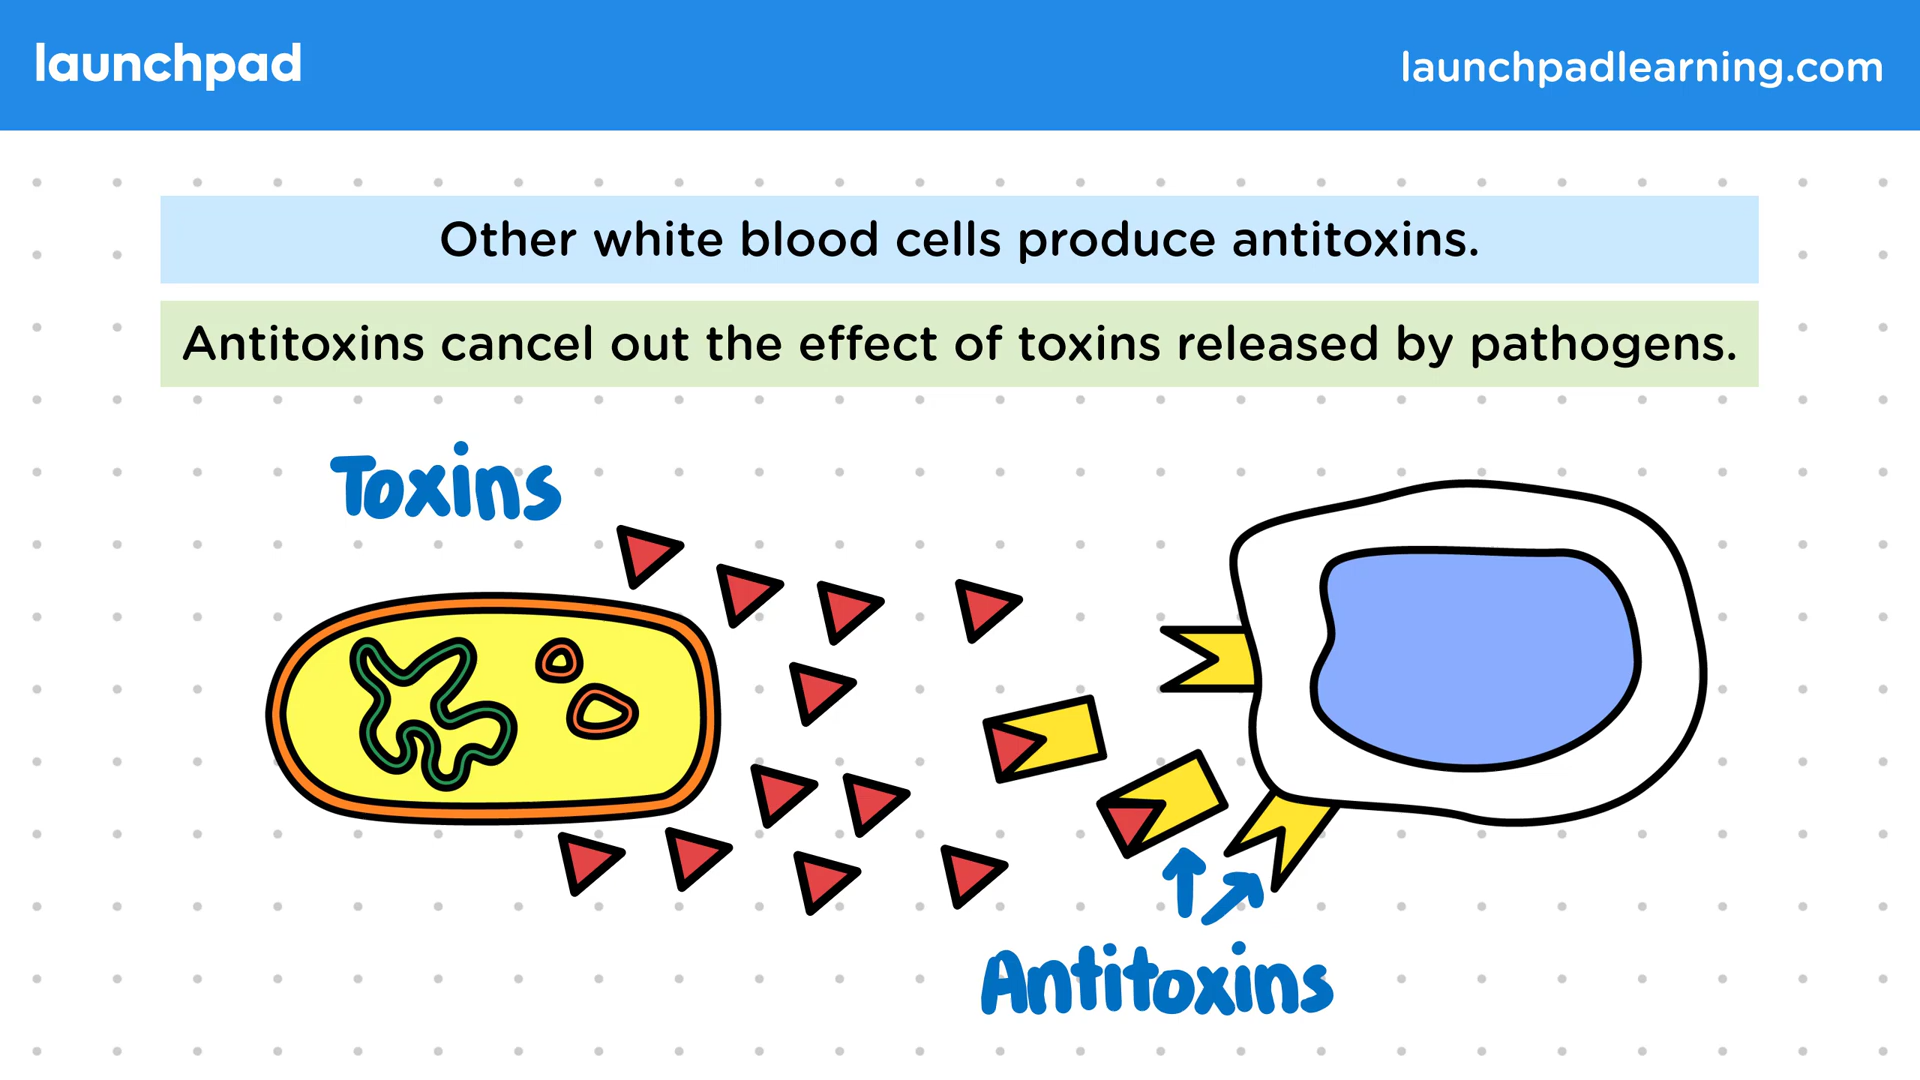 launchpad
launchpadlearning.com
Other white blood cells produce antitoxins.
Antitoxins cancel out the effect of toxins released by pathogens.
Toxins
Antitoxins